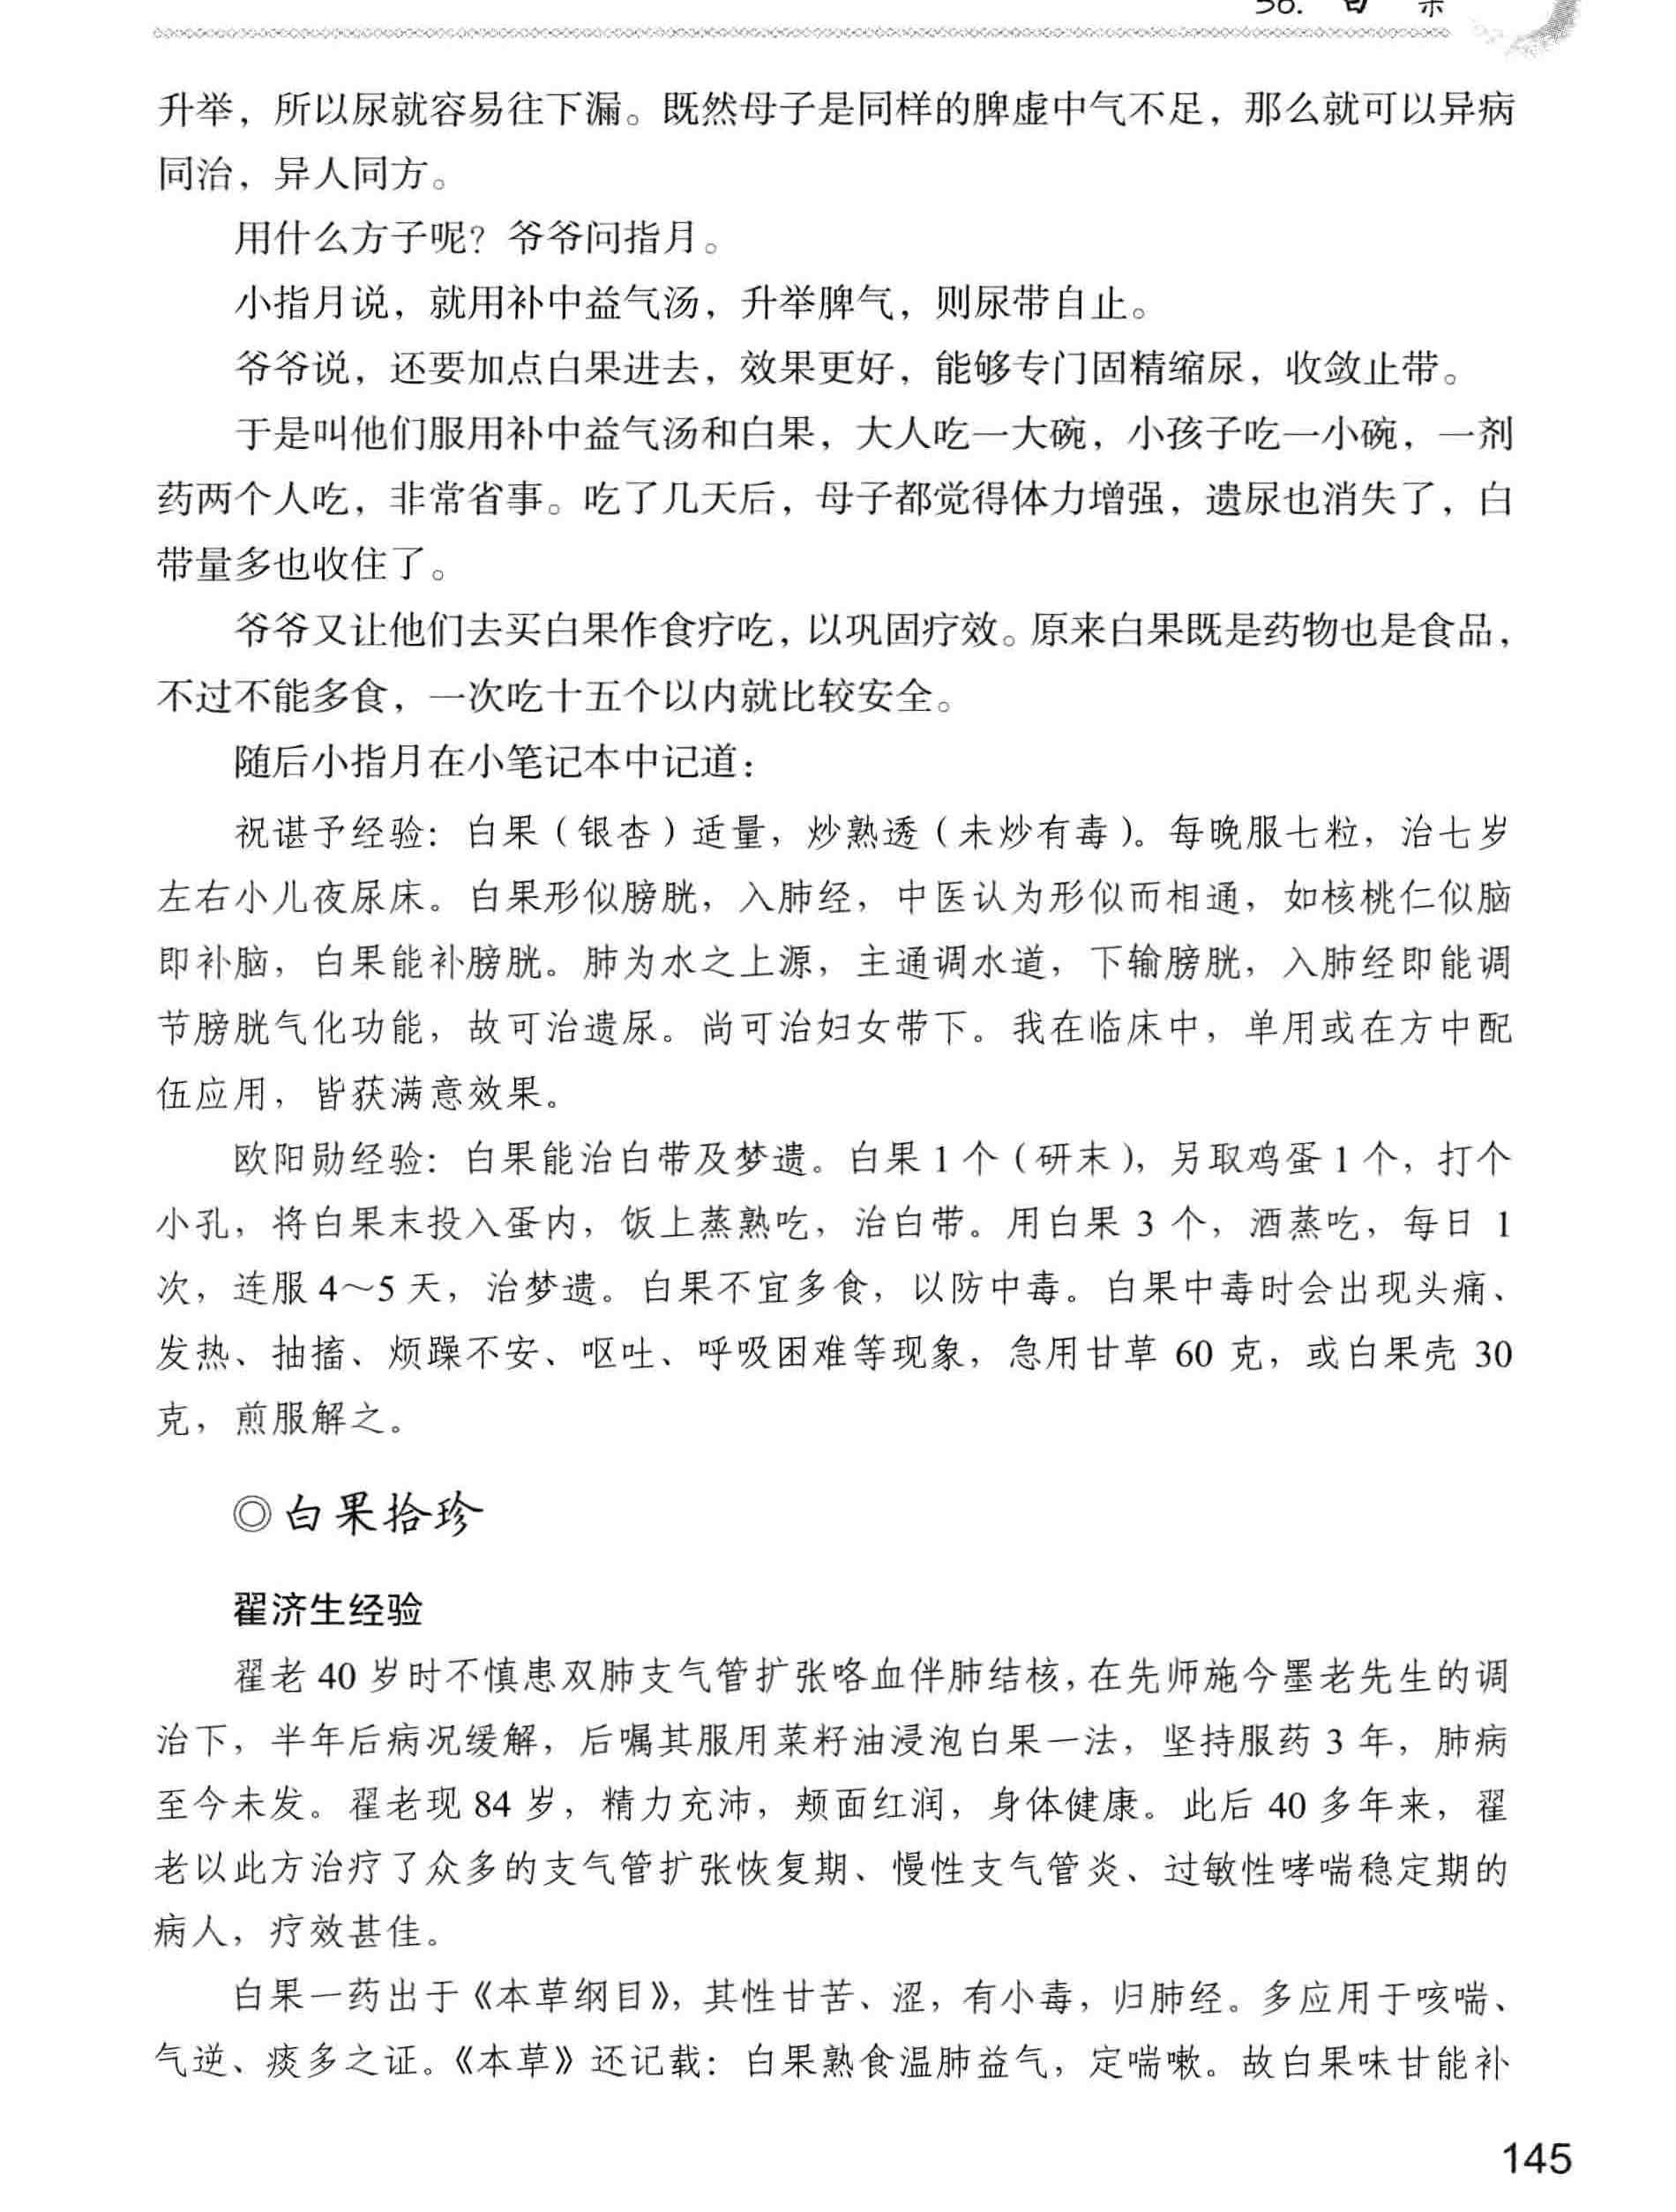 升举，所以尿就容易往下漏。既然母子是同样的脾虚中气不足，那么就可以异病
同治，异人同方。
用什么方子呢？爷爷问指月。
小指月说，就用补中益气汤，升举脾气，则尿带自止。
爷爷说，还要加点白果进去，效果更好，能够专门固精缩尿，收敛止带。
于是叫他们服用补中益气汤和白果，大人吃一大碗，小孩子吃一小碗，一剂
药两个人吃，非常省事。吃了几天后，母子都觉得体力增强，遗尿也消失了，白
带量多也收住了。
爷爷又让他们去买白果作食疗吃，以巩固疗效。原来白果既是药物也是食品，
不过不能多食，一次吃十五个以内就比较安全。
随后小指月在小笔记本中记道：
祝谌予经验：白果（银杏）适量，炒熟透（未炒有毒）。每晚服七粒，治七岁
左右小儿夜尿床。白果形似膀胱，入肺经，中医认为形似而相通，如核桃仁似脑
即补脑，白果能补膀胱。肺为水之上源，主通调水道，下输膀胱，入肺经即能调
节膀胱气化功能，故可治遗尿。尚可治妇女带下。我在临床中，单用或在方中配
伍应用，皆获满意效果。
欧阳勋经验：白果能治白带及梦遗。白果 1 个（研末），另取鸡蛋 1 个，打个
小孔，将白果末投入蛋内，饭上蒸熟吃，治白带。用白果 3 个，酒蒸吃，每日 1
次，连服 4～5 天，治梦遗。白果不宜多食，以防中毒。白果中毒时会出现头痛、
发热、抽搐、烦躁不安、呕吐、呼吸困难等现象，急用甘草 60 克，或白果壳 30
克，煎服解之。
◎白果拾珍
翟济生经验
翟老 40 岁时不慎患双肺支气管扩张咯血伴肺结核，在先师施今墨老先生的调
治下，半年后病况缓解，后嘱其服用菜籽油浸泡白果一法，坚持服药 3 年，肺病
至今未发。翟老现 84 岁，精力充沛，颊面红润，身体健康。此后 40 多年来，翟
老以此方治疗了众多的支气管扩张恢复期、慢性支气管炎、过敏性哮喘稳定期的
病人，疗效甚佳。
白果一药出于《本草纲目》，其性甘苦、涩，有小毒，归肺经。多应用于咳喘、
气逆、痰多之证。《本草》还记载：白果熟食温肺益气，定喘嗽。故白果味甘能补
145